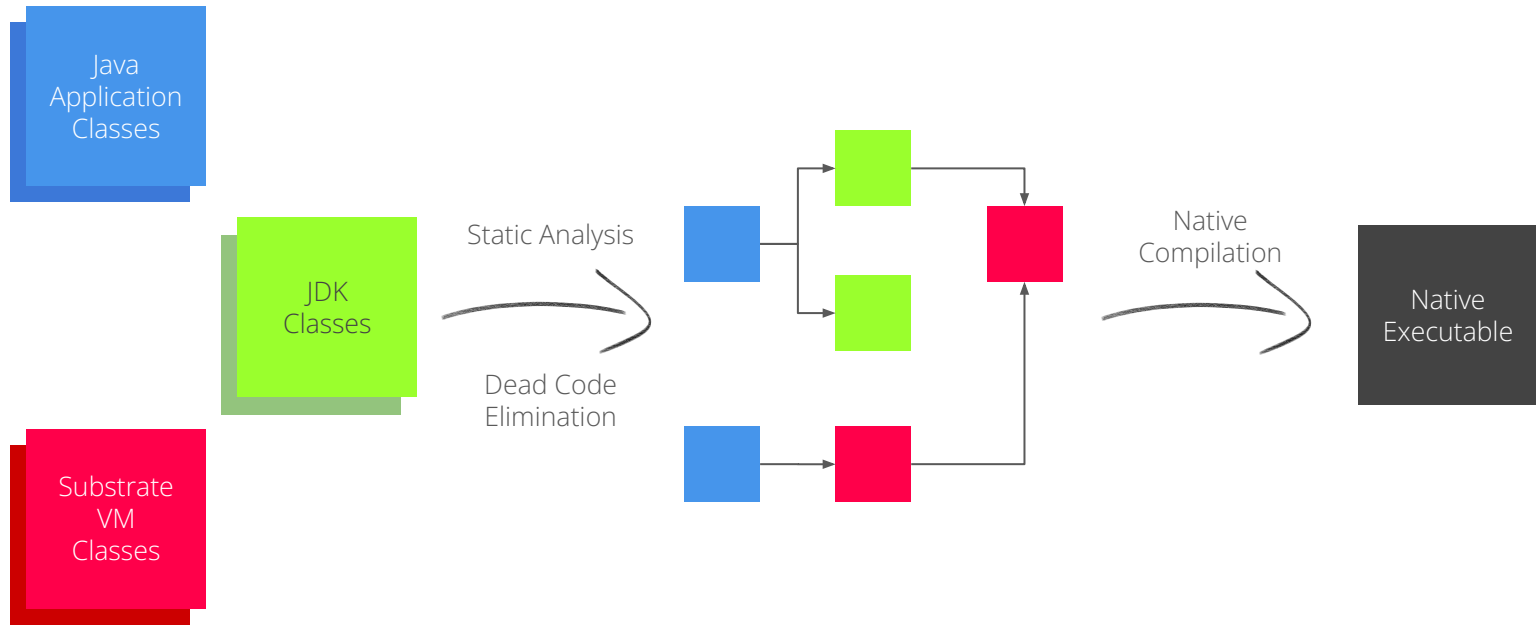 Java
Application
Classes
JDK
Classes
Substrate
VM
Classes
Static Analysis
Dead Code
Elimination
Native
Compilation
Native
Executable